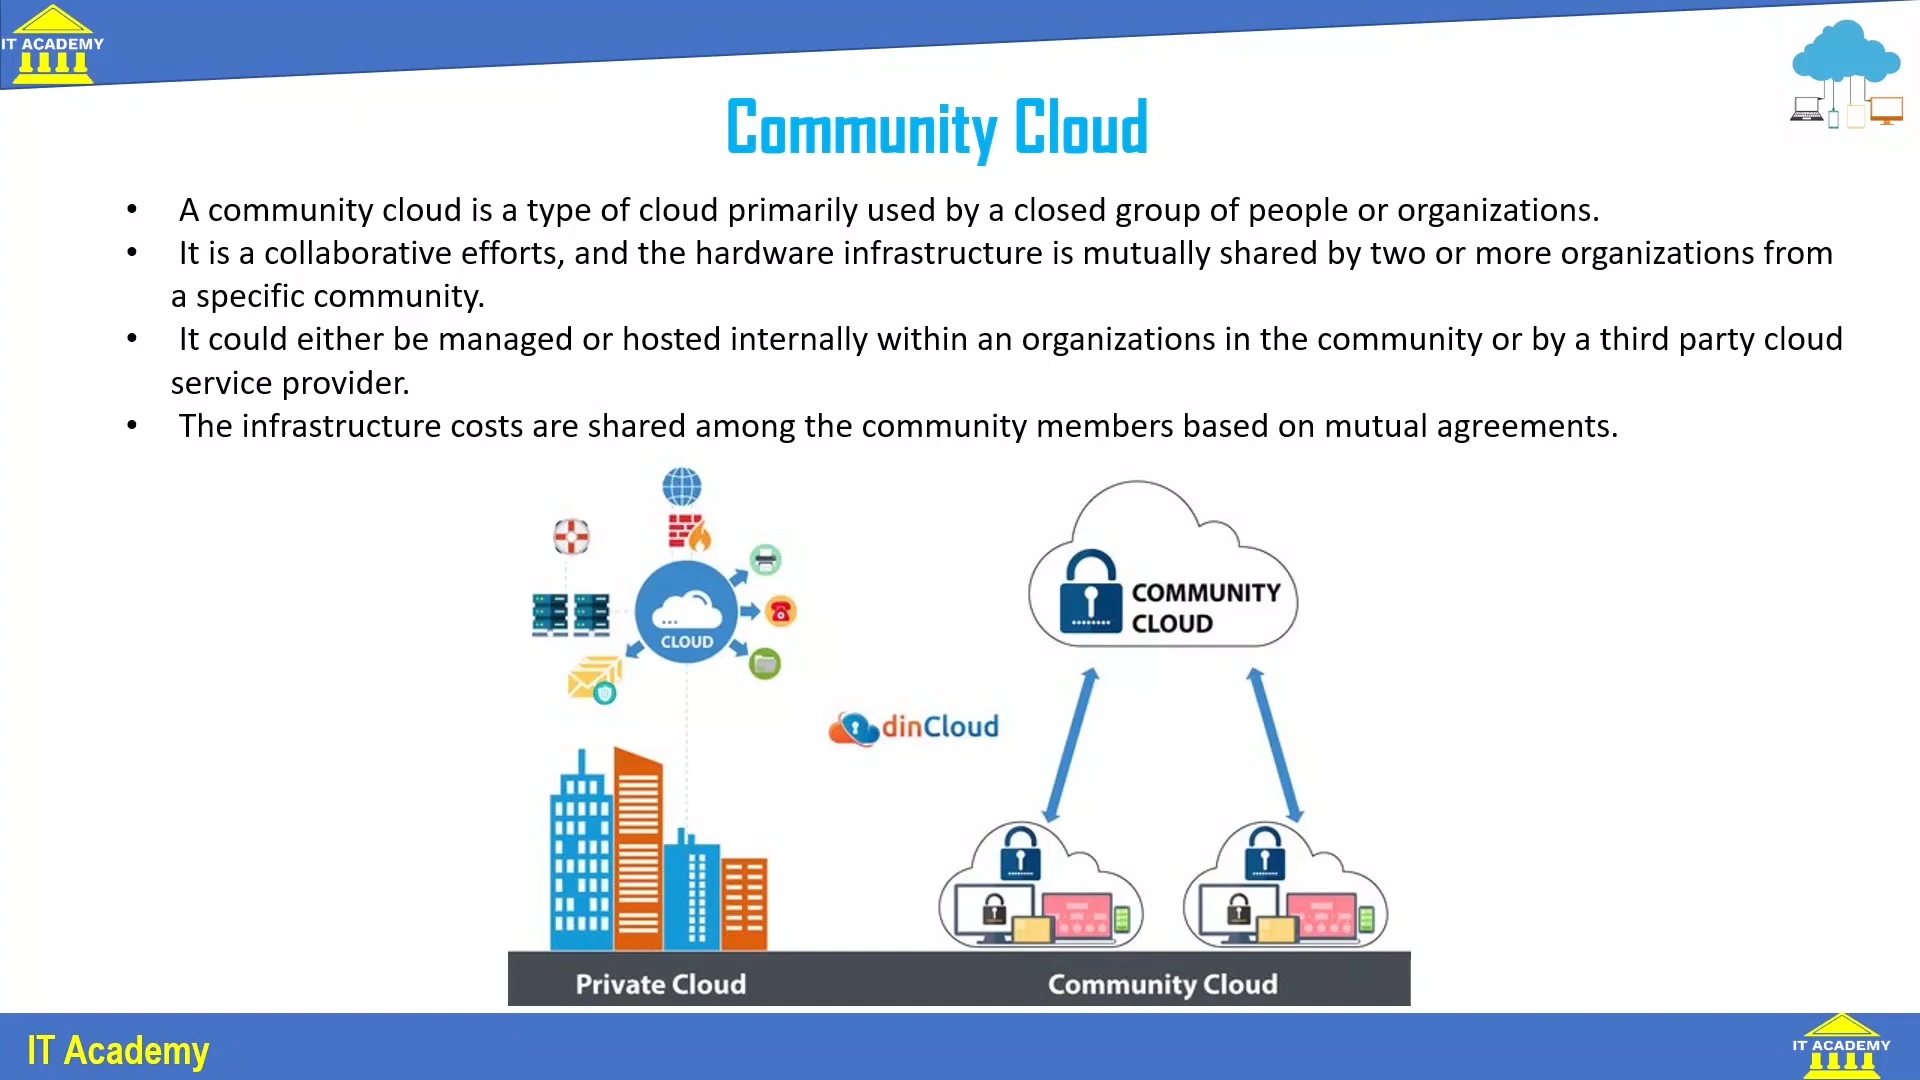 IT ACADEMY
Community Cloud
• A community cloud is a type of cloud primarily used by a closed group of people or organizations.
• It is a collaborative efforts, and the hardware infrastructure is mutually shared by two or more organizations from
a specific community.
• It could either be managed or hosted internally within an organizations in the community or by a third party cloud
service provider.
• The infrastructure costs are shared among the community members based on mutual agreements.
CLOUD
COMMUNITY
CLOUD
dinCloud
Private Cloud
Community Cloud
IT Academy
IT ACADEMY